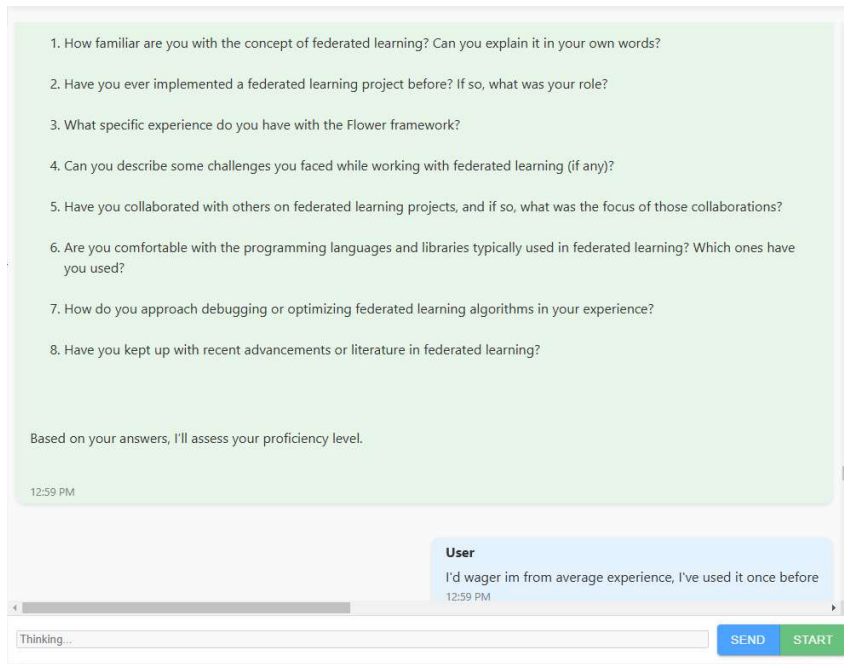 1. How familiar are you with the concept of federated learning? Can you explain it in your own words?
2. Have you ever implemented a federated learning project before? If so, what was your role?
3. What specific experience do you have with the Flower framework?
4. Can you describe some challenges you faced while working with federated learning (if any)?
5. Have you collaborated with others on federated learning projects, and if so, what was the focus of those collaborations?
6. Are you comfortable with the programming languages and libraries typically used in federated learning? Which ones have
you used?
7. How do you approach debugging or optimizing federated learning algorithms in your experience?
8. Have you kept up with recent advancements or literature in federated learning?
Based on your answers, I'll assess your proficiency level.
12:59 PM
User
I'd wager im from average experience, I've used it once before
12:59 PM
Thinking...
SEND
START